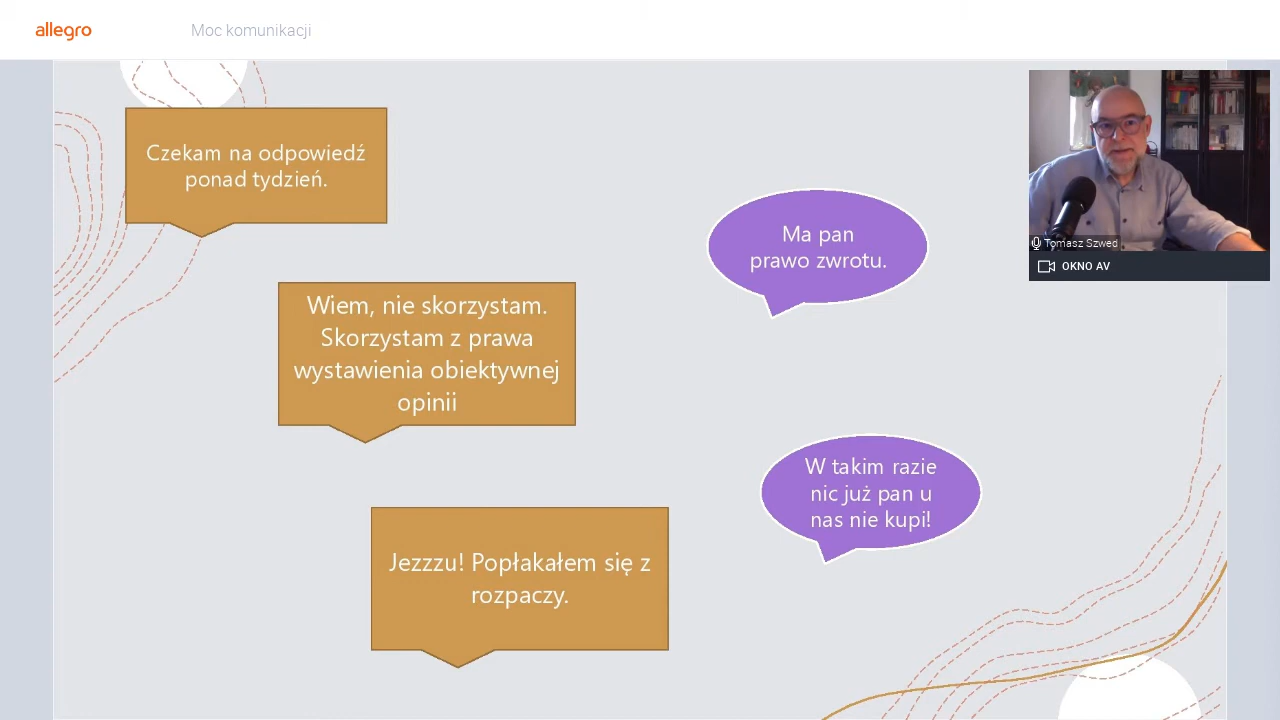 allegro
Moc komunikacji
Czekam na odpowiedź
ponad tydzień.
Ma pan
prawo zwrotu.
Tomasz Szwed
OKNO AV
Wiem, nie skorzystam.
Skorzystam z prawa
wystawienia obiektywnej
opinii
W takim razie
nic już pan u
nas nie kupi!
Jezzzu! Popłakałem się z
rozpaczy.